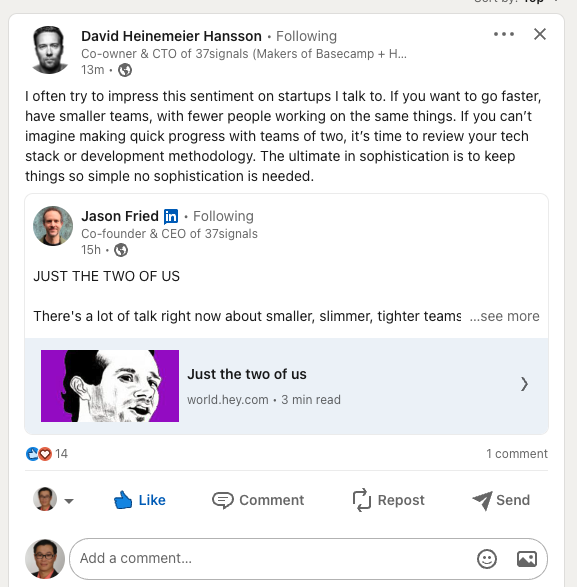 David Heinemeier Hansson • Following
Co-owner & CTO of 37signals (Makers of Basecamp + H...
13m •
I often try to impress this sentiment on startups I talk to. If you want to go faster,
have smaller teams, with fewer people working on the same things. If you can’t
imagine making quick progress with teams of two, it’s time to review your tech
stack or development methodology. The ultimate in sophistication is to keep
things so simple no sophistication is needed.
Jason Fried in • Following
Co-founder & CEO of 37signals
15h •
JUST THE TWO OF US
There's a lot of talk right now about smaller, slimmer, tighter teams ...see more
Just the two of us
world.hey.com • 3 min read
14 1 comment
Like Comment Repost Send
Add a comment...